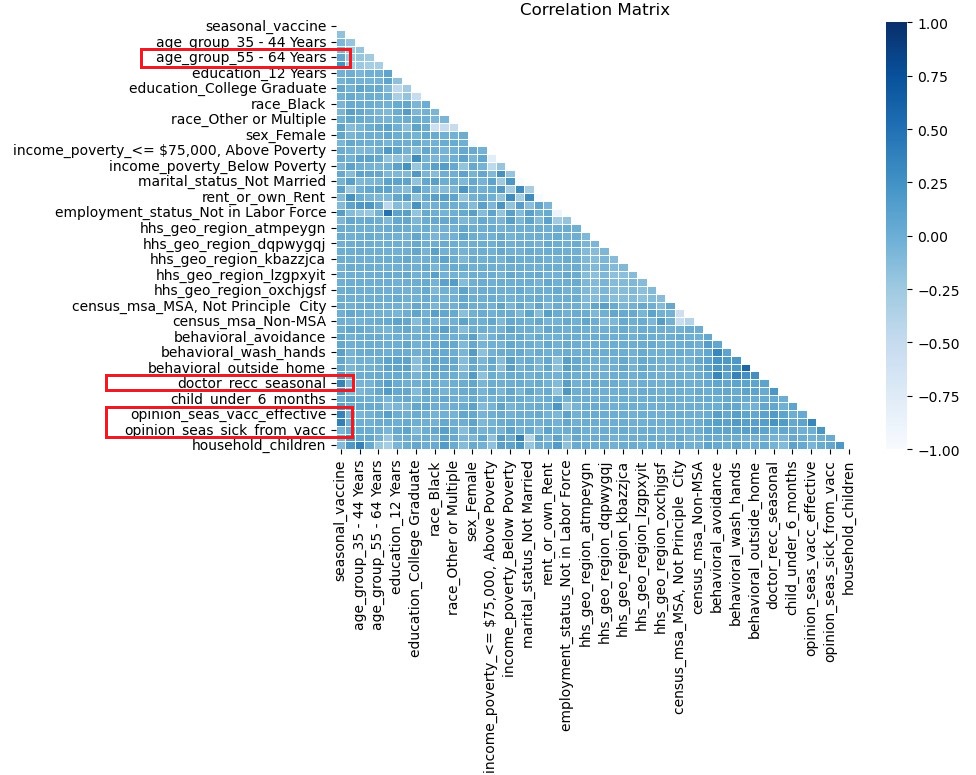 Correlation Matrix
seasonal_vaccine
age_group_35 - 44 Years
age_group_55 - 64 Years
education_12 Years
education_College Graduate
race_Black
race_Other or Multiple
sex_Female
income_poverty_<= $75,000, Above Poverty
income_poverty_Below Poverty
marital_status_Not Married
rent_or_own_Rent
employment_status_Not in Labor Force
hhs_geo_region_atmpeygn
hhs_geo_region_dqpwygqj
hhs_geo_region_kbazzjca
hhs_geo_region_lzgpxyit
hhs_geo_region_oxchjgsf
census_msa_MSA, Not Principle  City
census_msa_Non-MSA
behavioral_avoidance
behavioral_wash_hands
behavioral_outside_home
doctor_recc_seasonal
child_under_6_months
opinion_seas_vacc_effective
opinion_seas_sick_from_vacc
household_children
1.00
0.75
0.50
0.25
0.00
−0.25
−0.50
−0.75
−1.00
seasonal_vaccine
age_group_35 - 44 Years
age_group_55 - 64 Years
education_12 Years
education_College Graduate
race_Black
race_Other or Multiple
sex_Female
income_poverty_<= $75,000, Above Poverty
income_poverty_Below Poverty
marital_status_Not Married
rent_or_own_Rent
employment_status_Not in Labor Force
hhs_geo_region_atmpeygn
hhs_geo_region_dqpwygqj
hhs_geo_region_kbazzjca
hhs_geo_region_lzgpxyit
hhs_geo_region_oxchjgsf
census_msa_MSA, Not Principle  City
census_msa_Non-MSA
behavioral_avoidance
behavioral_wash_hands
behavioral_outside_home
doctor_recc_seasonal
child_under_6_months
opinion_seas_vacc_effective
opinion_seas_sick_from_vacc
household_children